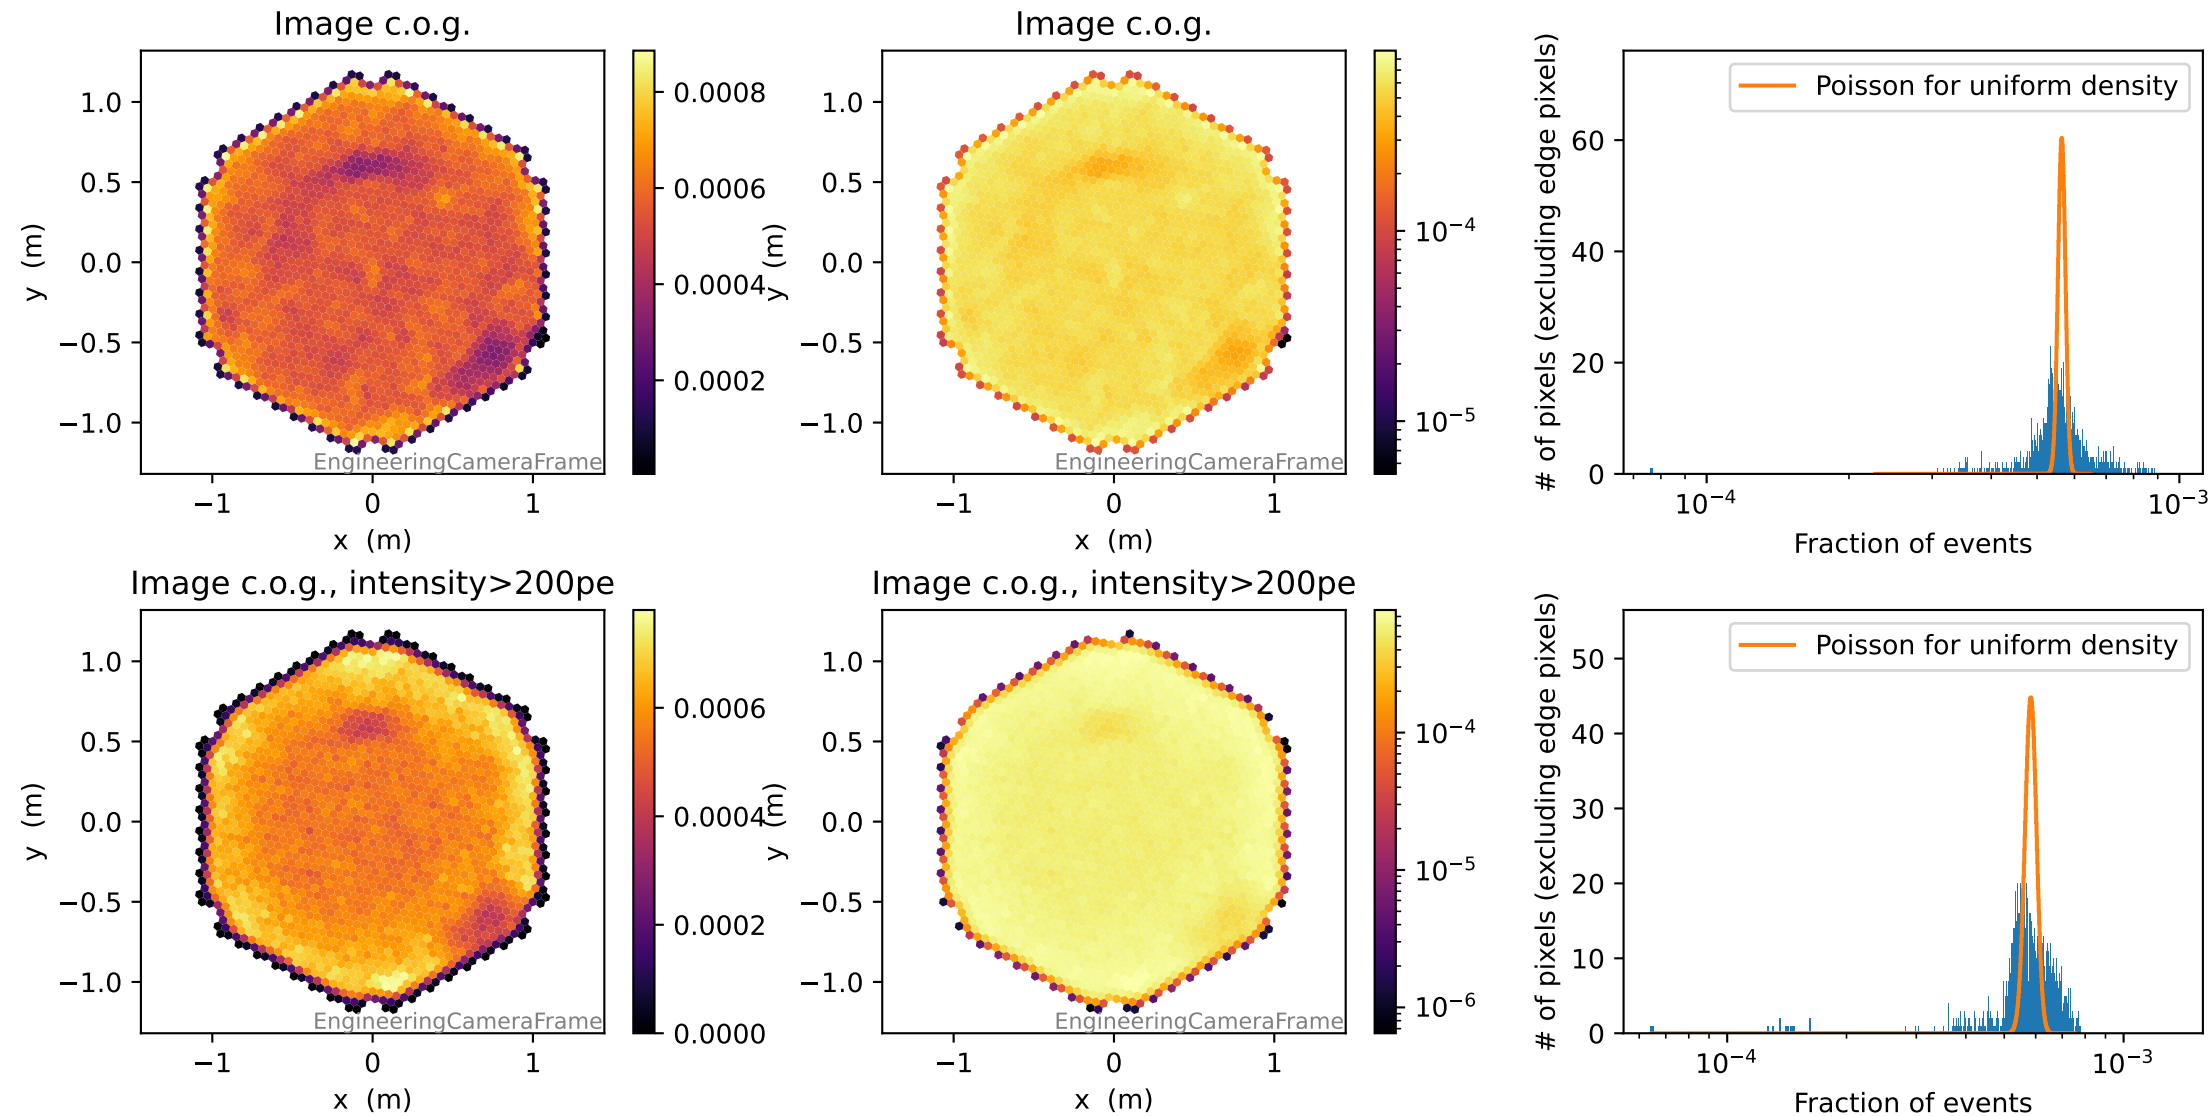 Image c.o.g.
1.0
0.5
0.0
−0.5
−1.0
y (m)
−1
0
1
x (m)
EngineeringCameraFrame
0.0008
0.0006
0.0004
0.0002
Image c.o.g.
1.0
0.5
0.0
−0.5
−1.0
y (m)
−1
0
1
x (m)
EngineeringCameraFrame
10⁻⁴
10⁻⁵
# of pixels (excluding edge pixels)
60
40
20
0
Poisson for uniform density
10⁻⁴
10⁻³
Fraction of events
Image c.o.g., intensity>200pe
1.0
0.5
0.0
−0.5
−1.0
y (m)
−1
0
1
x (m)
EngineeringCameraFrame
0.0006
0.0004
0.0002
0.0000
Image c.o.g., intensity>200pe
1.0
0.5
0.0
−0.5
−1.0
y (m)
−1
0
1
x (m)
EngineeringCameraFrame
10⁻⁴
10⁻⁵
10⁻⁶
# of pixels (excluding edge pixels)
50
40
30
20
10
0
Poisson for uniform density
10⁻⁴
10⁻³
Fraction of events